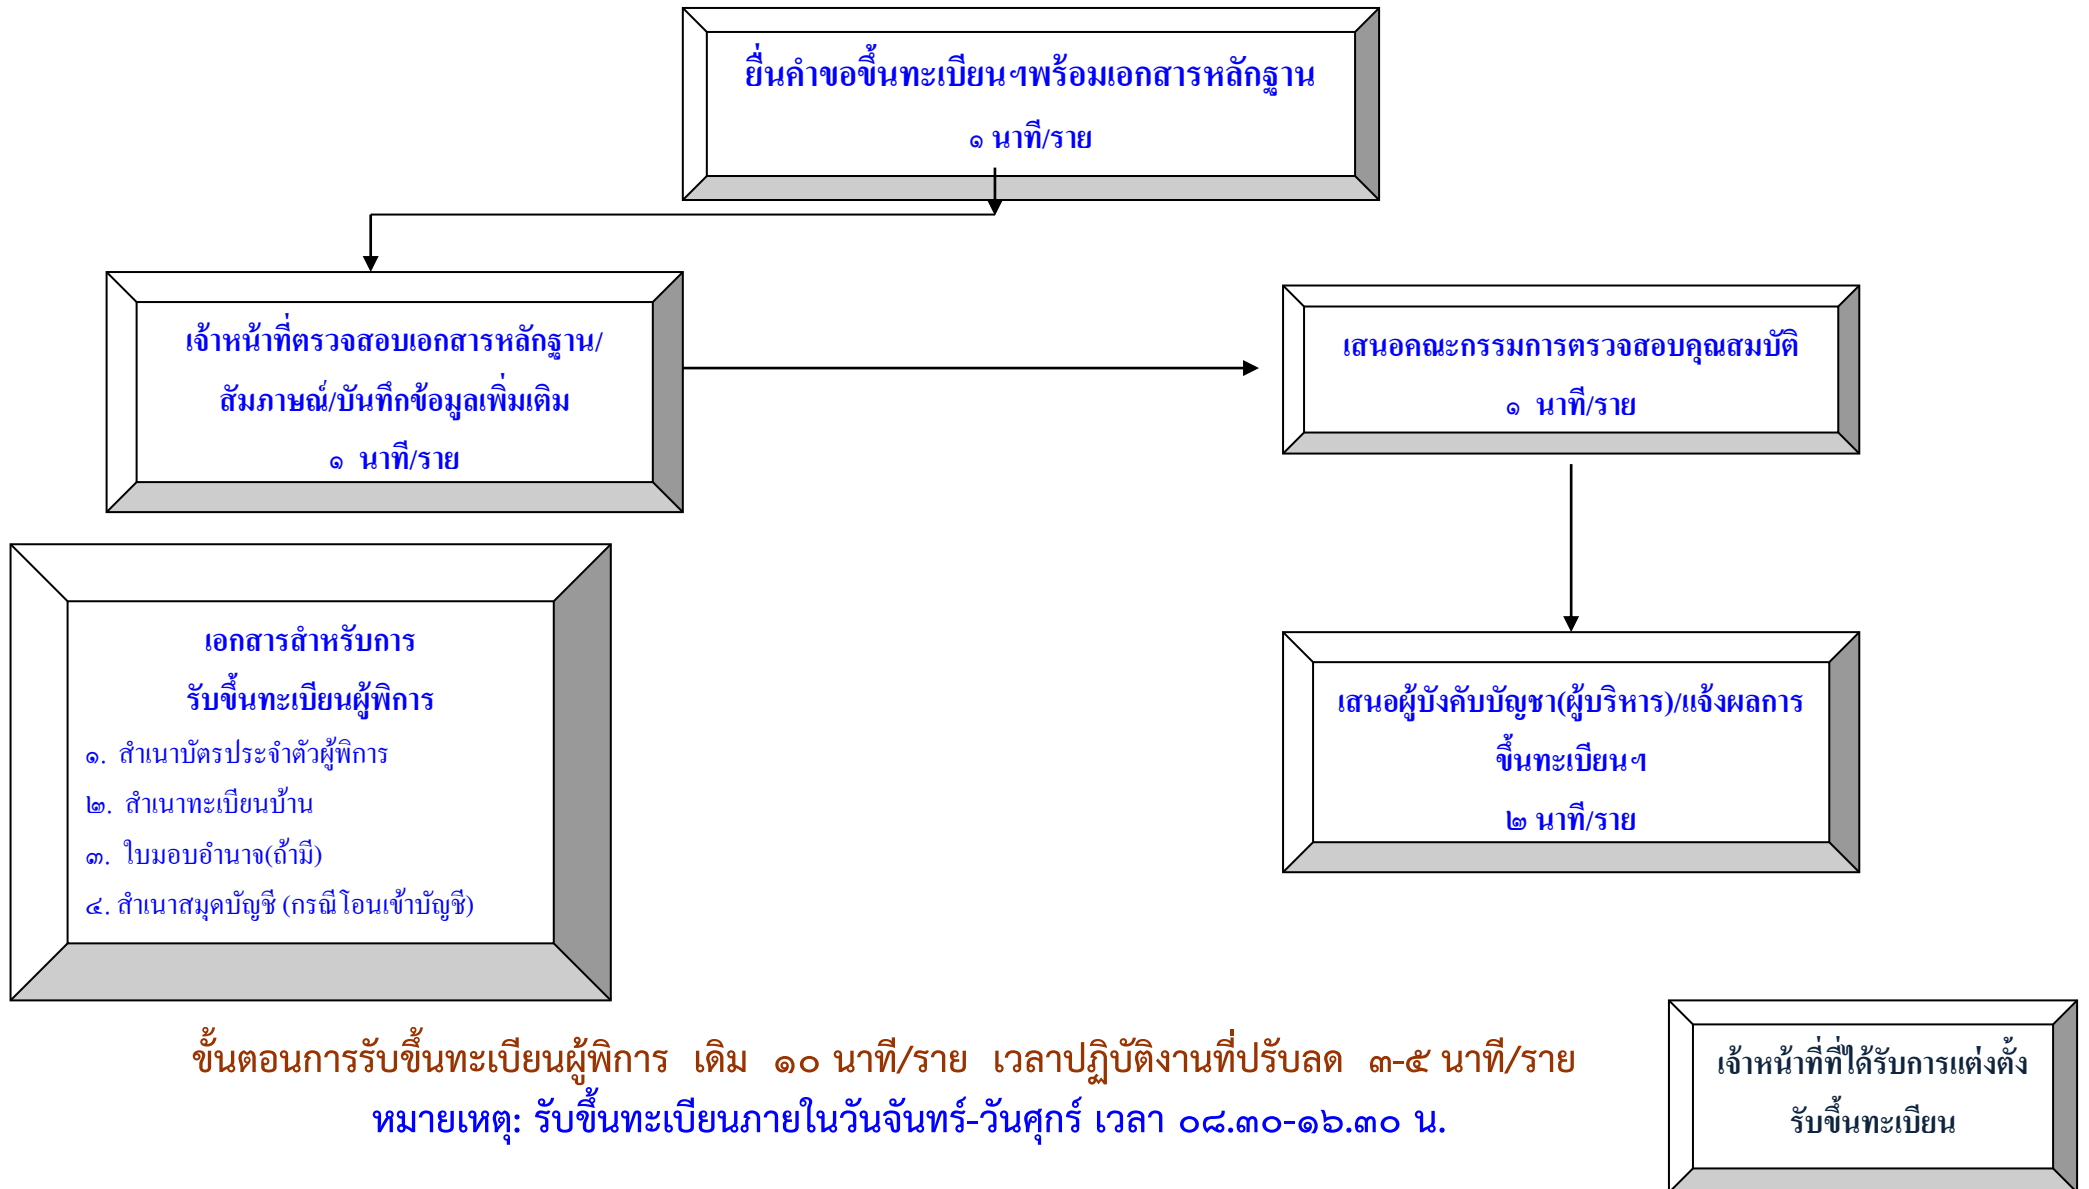 ยื่นคำขอขึ้นทะเบียนฯพร้อมเอกสารหลักฐาน
๑ นาที/ราย
เจ้าหน้าที่ตรวจสอบเอกสารหลักฐาน/
สัมภาษณ์/บันทึกข้อมูลเพิ่มเติม
๑ นาที/ราย
เสนอคณะกรรมการตรวจสอบคุณสมบัติ
๑ นาที/ราย
เอกสารสำหรับการ
รับขึ้นทะเบียนผู้พิการ
๑. สำเนาบัตรประจำตัวผู้พิการ
๒. สำเนาทะเบียนบ้าน
๓. ใบมอบอำนาจ(ถ้ามี)
๔. สำเนาสมุดบัญชี (กรณีโอนเข้าบัญชี)
เสนอผู้บังคับบัญชา(ผู้บริหาร)/แจ้งผลการ
ขึ้นทะเบียนฯ
๒ นาที/ราย
ขั้นตอนการรับขึ้นทะเบียนผู้พิการ เดิม ๑๐ นาที/ราย เวลาปฏิบัติงานที่ปรับลด ๓-๕ นาที/ราย
หมายเหตุ: รับขึ้นทะเบียนภายในวันจันทร์-วันศุกร์ เวลา ๐๘.๓๐-๑๖.๓๐ น.
เจ้าหน้าที่ที่ได้รับการแต่งตั้ง
รับขึ้นทะเบียน